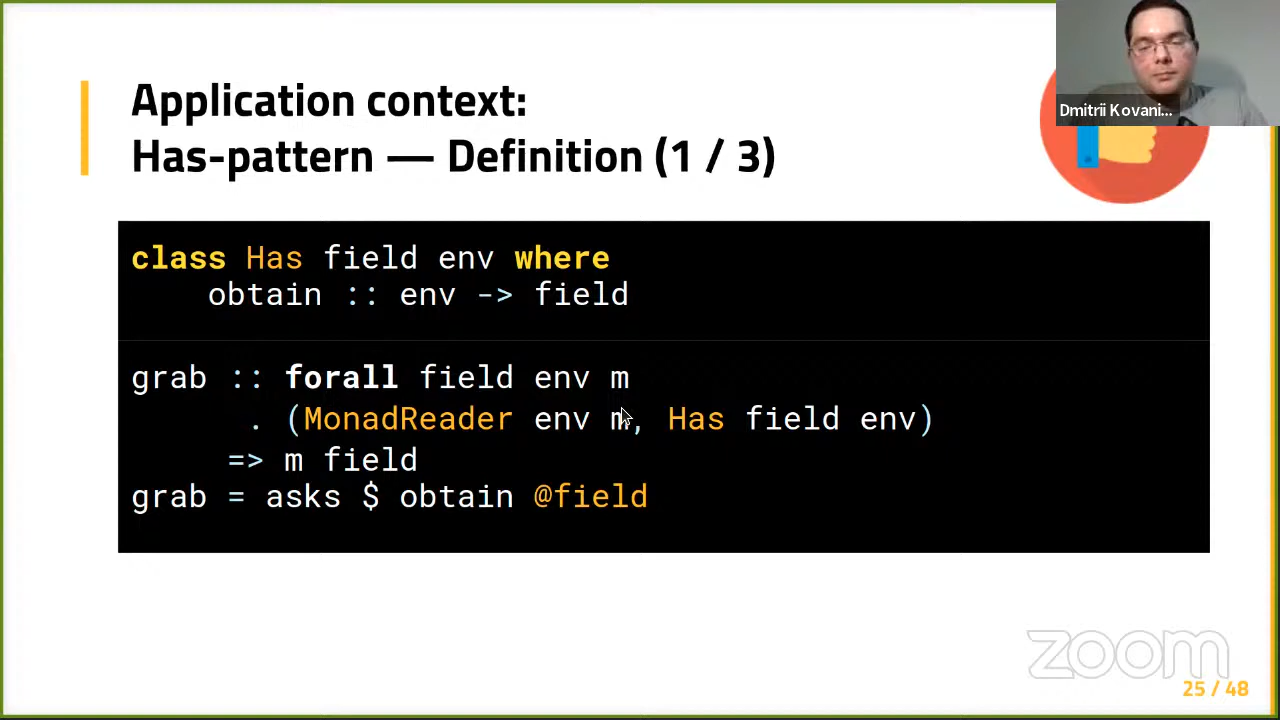 Application context:
Has-pattern — Definition (1 / 3)
Dmitrii Kovani...
class Has field env where
    obtain :: env -> field
grab :: forall field env m
      . (MonadReader env m, Has field env)
     => m field
grab = asks $ obtain @field
zoom
25 / 48